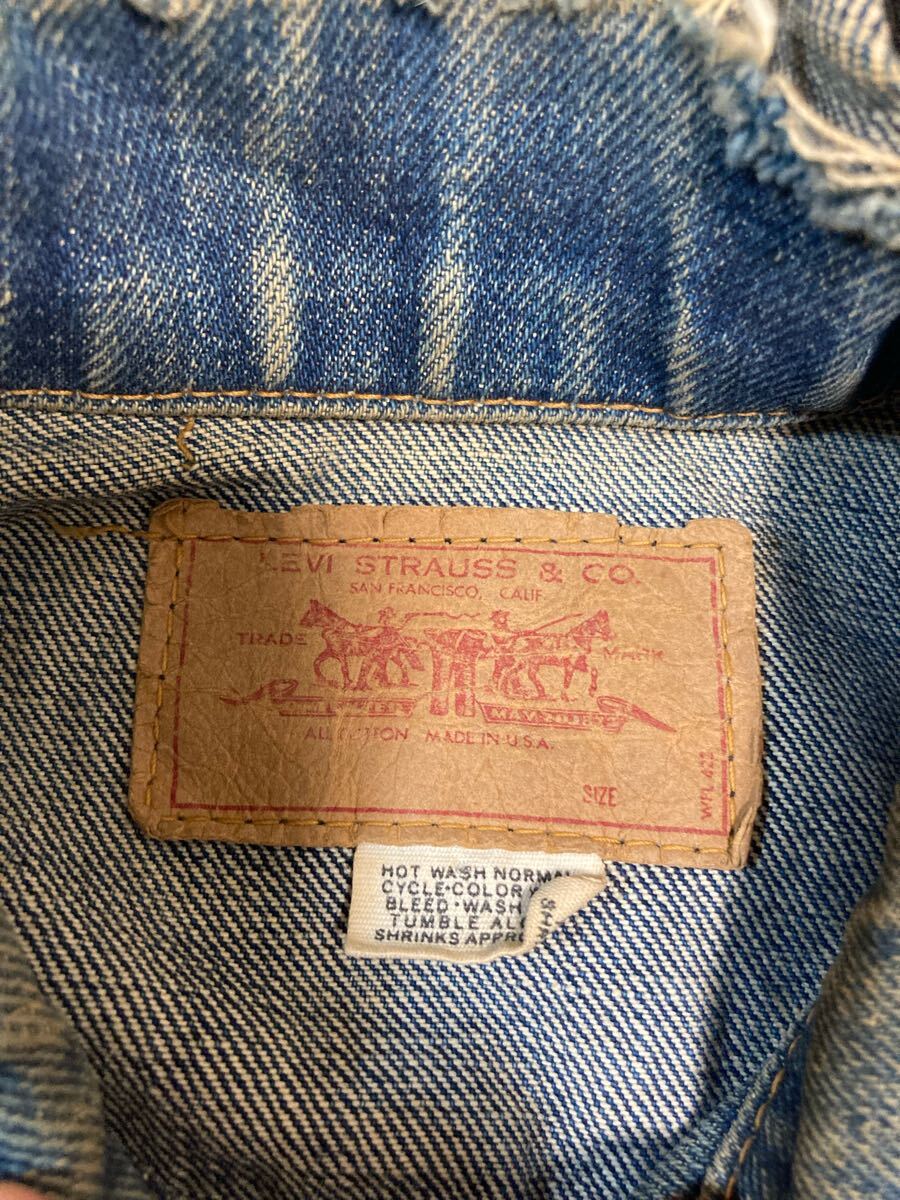 LEVI STRAUSS & CO.
SAN FRANCISCO, CALIF.
TRADE MARK
ALL COTTON MADE IN U.S.A.
SIZE
WPL 423
HOT WASH NORMAL
CYCLE·COLOR
BLEED·WASH
TUMBLE
SHRINKS